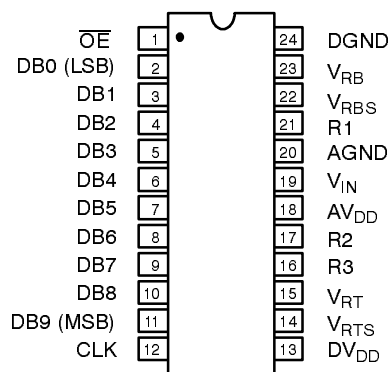 OE 1 24 DGND
DB0 (LSB) 2 23 VRB
DB1 3 22 VRBS
DB2 4 21 R1
DB3 5 20 AGND
DB4 6 19 VIN
DB5 7 18 AVDD
DB6 8 17 R2
DB7 9 16 R3
DB8 10 15 VRT
DB9 (MSB) 11 14 VRTS
CLK 12 13 DVDD